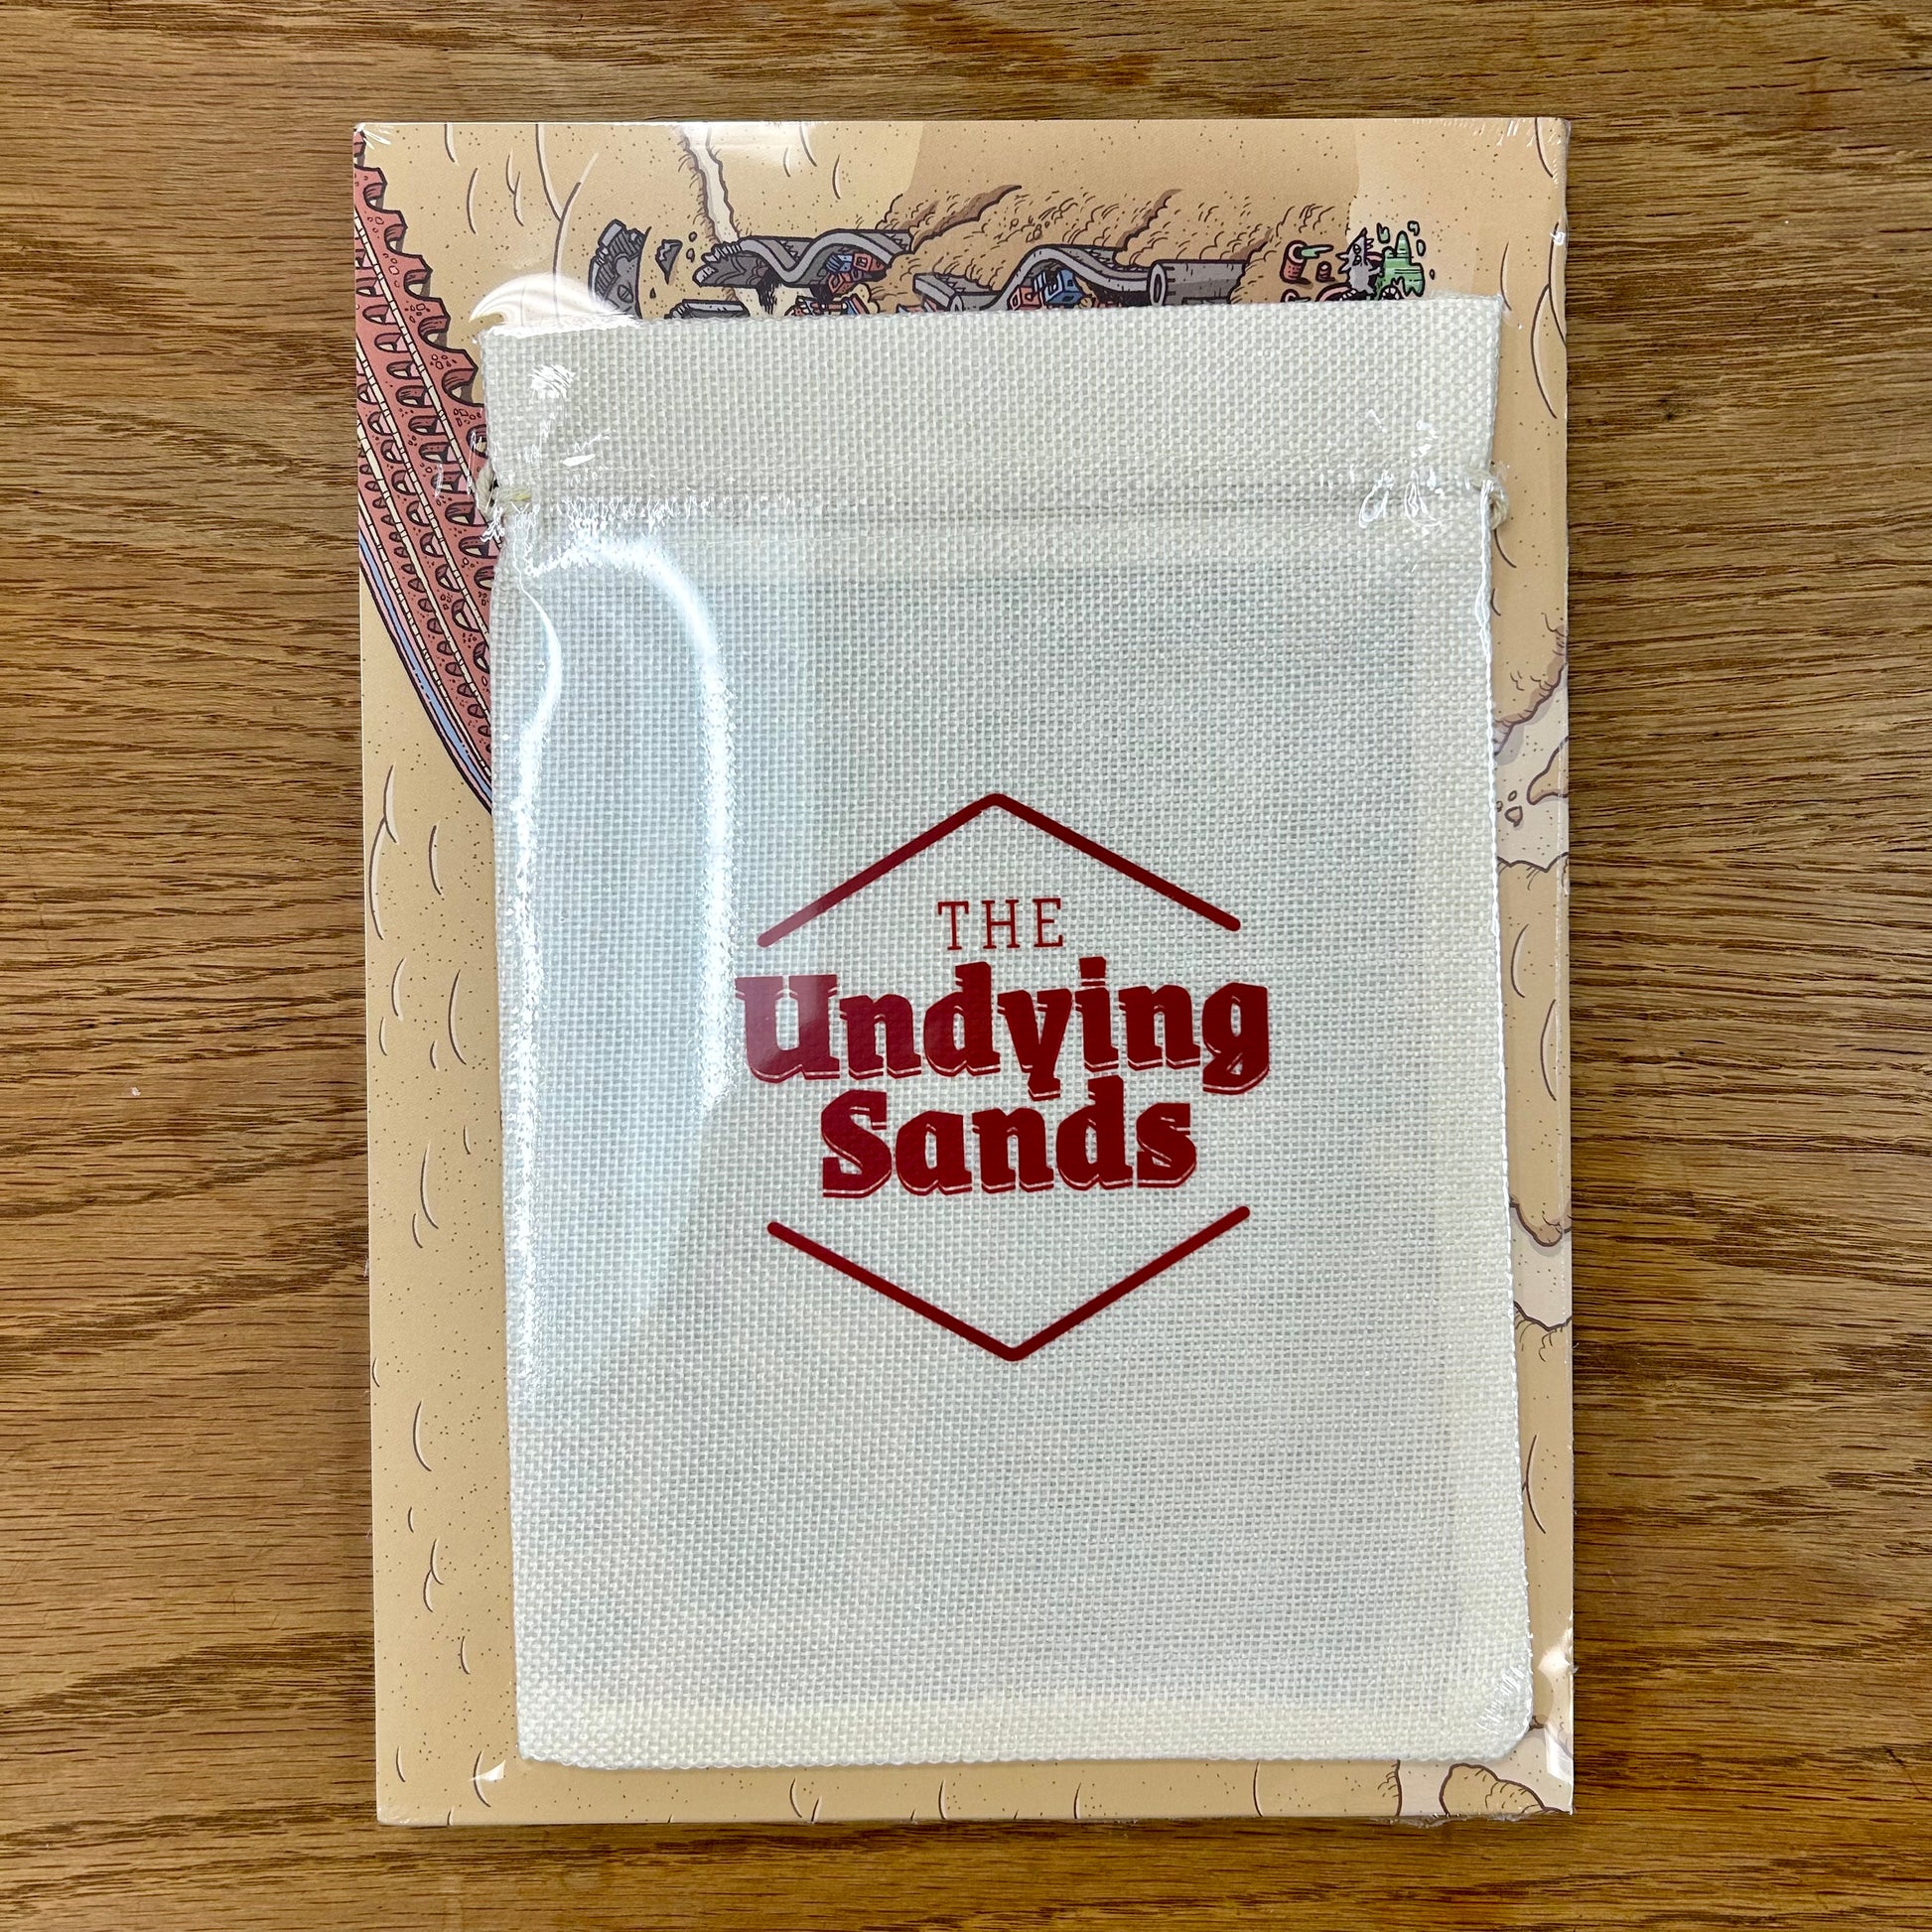 THE
Undying
Sands